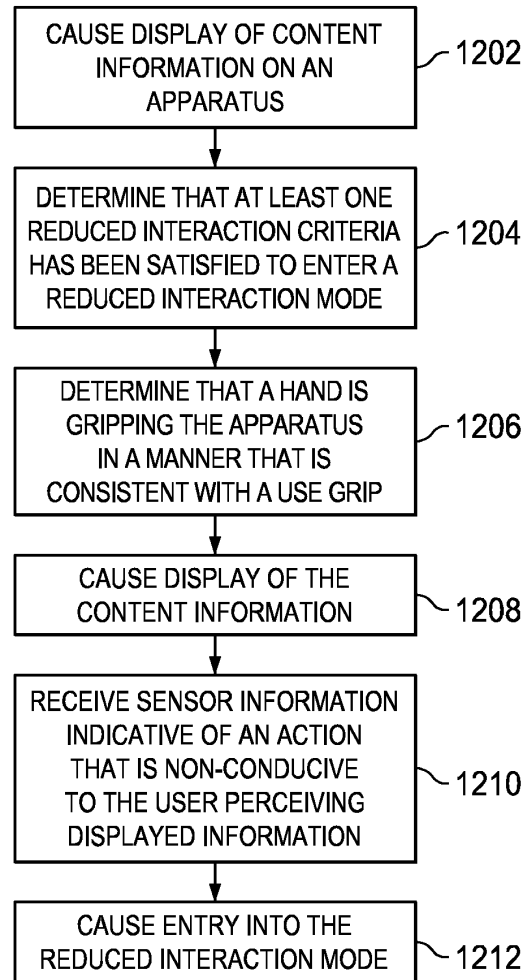 CAUSE DISPLAY OF CONTENT
INFORMATION ON AN
APPARATUS
1202
DETERMINE THAT AT LEAST ONE
REDUCED INTERACTION CRITERIA
HAS BEEN SATISFIED TO ENTER A
REDUCED INTERACTION MODE
1204
DETERMINE THAT A HAND IS
GRIPPING THE APPARATUS
IN A MANNER THAT IS
CONSISTENT WITH A USE GRIP
1206
CAUSE DISPLAY OF THE
CONTENT INFORMATION
1208
RECEIVE SENSOR INFORMATION
INDICATIVE OF AN ACTION
THAT IS NON-CONDUCIVE
TO THE USER PERCEIVING
DISPLAYED INFORMATION
1210
CAUSE ENTRY INTO THE
REDUCED INTERACTION MODE
1212